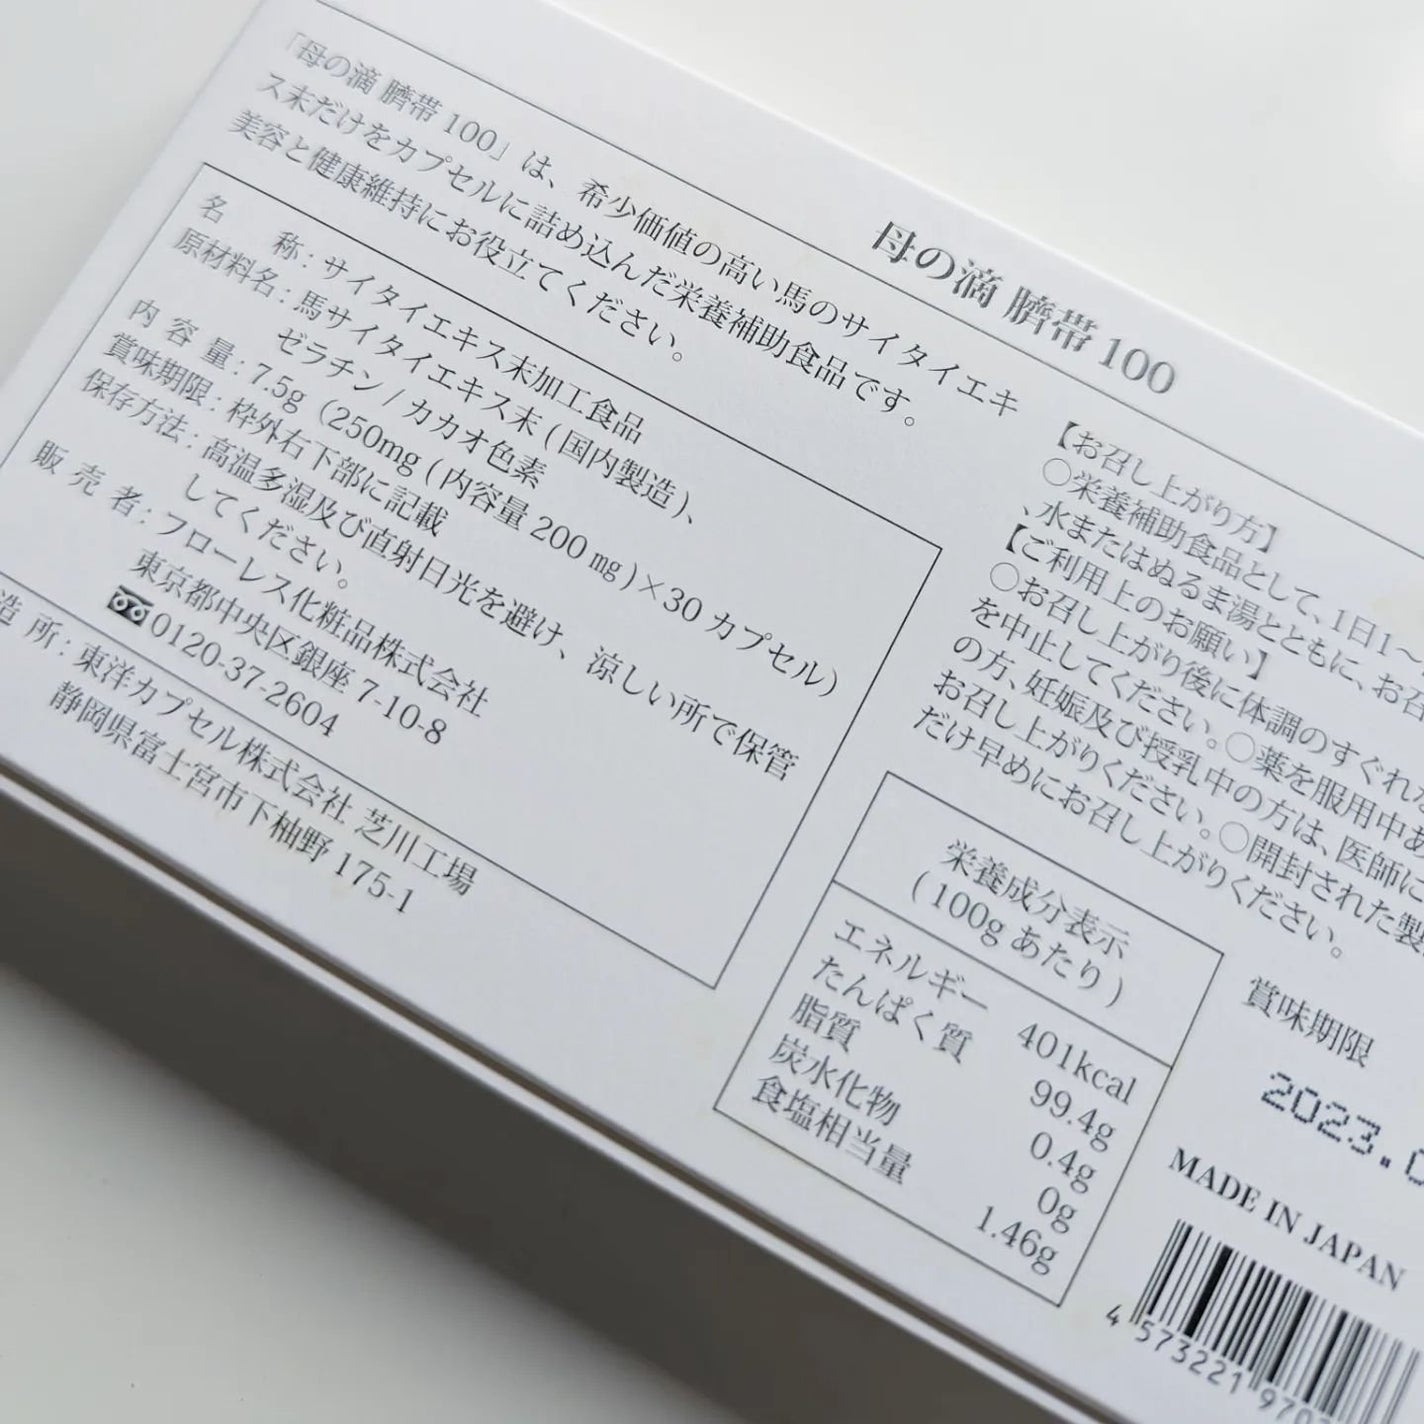 母の滴 臍帯 100
「母の滴 臍帯 100」は、希少価値の高い馬のサイタイエキ
ス末だけをカプセルに詰め込んだ栄養補助食品です。
美容と健康維持にお役立てください。
名 称 : サイタイエキス末加工食品
原材料名 : 馬サイタイエキス末 (国内製造)、
ゼラチン / カカオ色素
内 容 量 : 7.5g (250mg (内容量 200 mg)×30 カプセル)
賞味期限 : 枠外右下部に記載
保存方法 : 高温多湿及び直射日光を避け、涼しい所で保管
してください。
販 売 者 : フローレス化粧品株式会社
東京都中央区銀座 7-10-8
0120-37-2604
造 所 : 東洋カプセル株式会社 芝川工場
静岡県富士宮市下柚野 175-1
【お召し上がり方】
○栄養補助食品として、1日1〜
、水またはぬるま湯とともに、お召
【ご利用上のお願い】
○お召し上がり後に体調のすぐれな
を中止してください。○薬を服用中
の方、妊娠及び授乳中の方は、医師に
お召し上がりください。○開封された製
だけ早めにお召し上がりください。
栄養成分表示
(100g あたり)
エネルギー 401kcal
たんぱく質 99.4g
脂質 0.4g
炭水化物 0g
食塩相当量 1.46g
賞味期限
2023.0
MADE IN JAPAN
4 573221 970